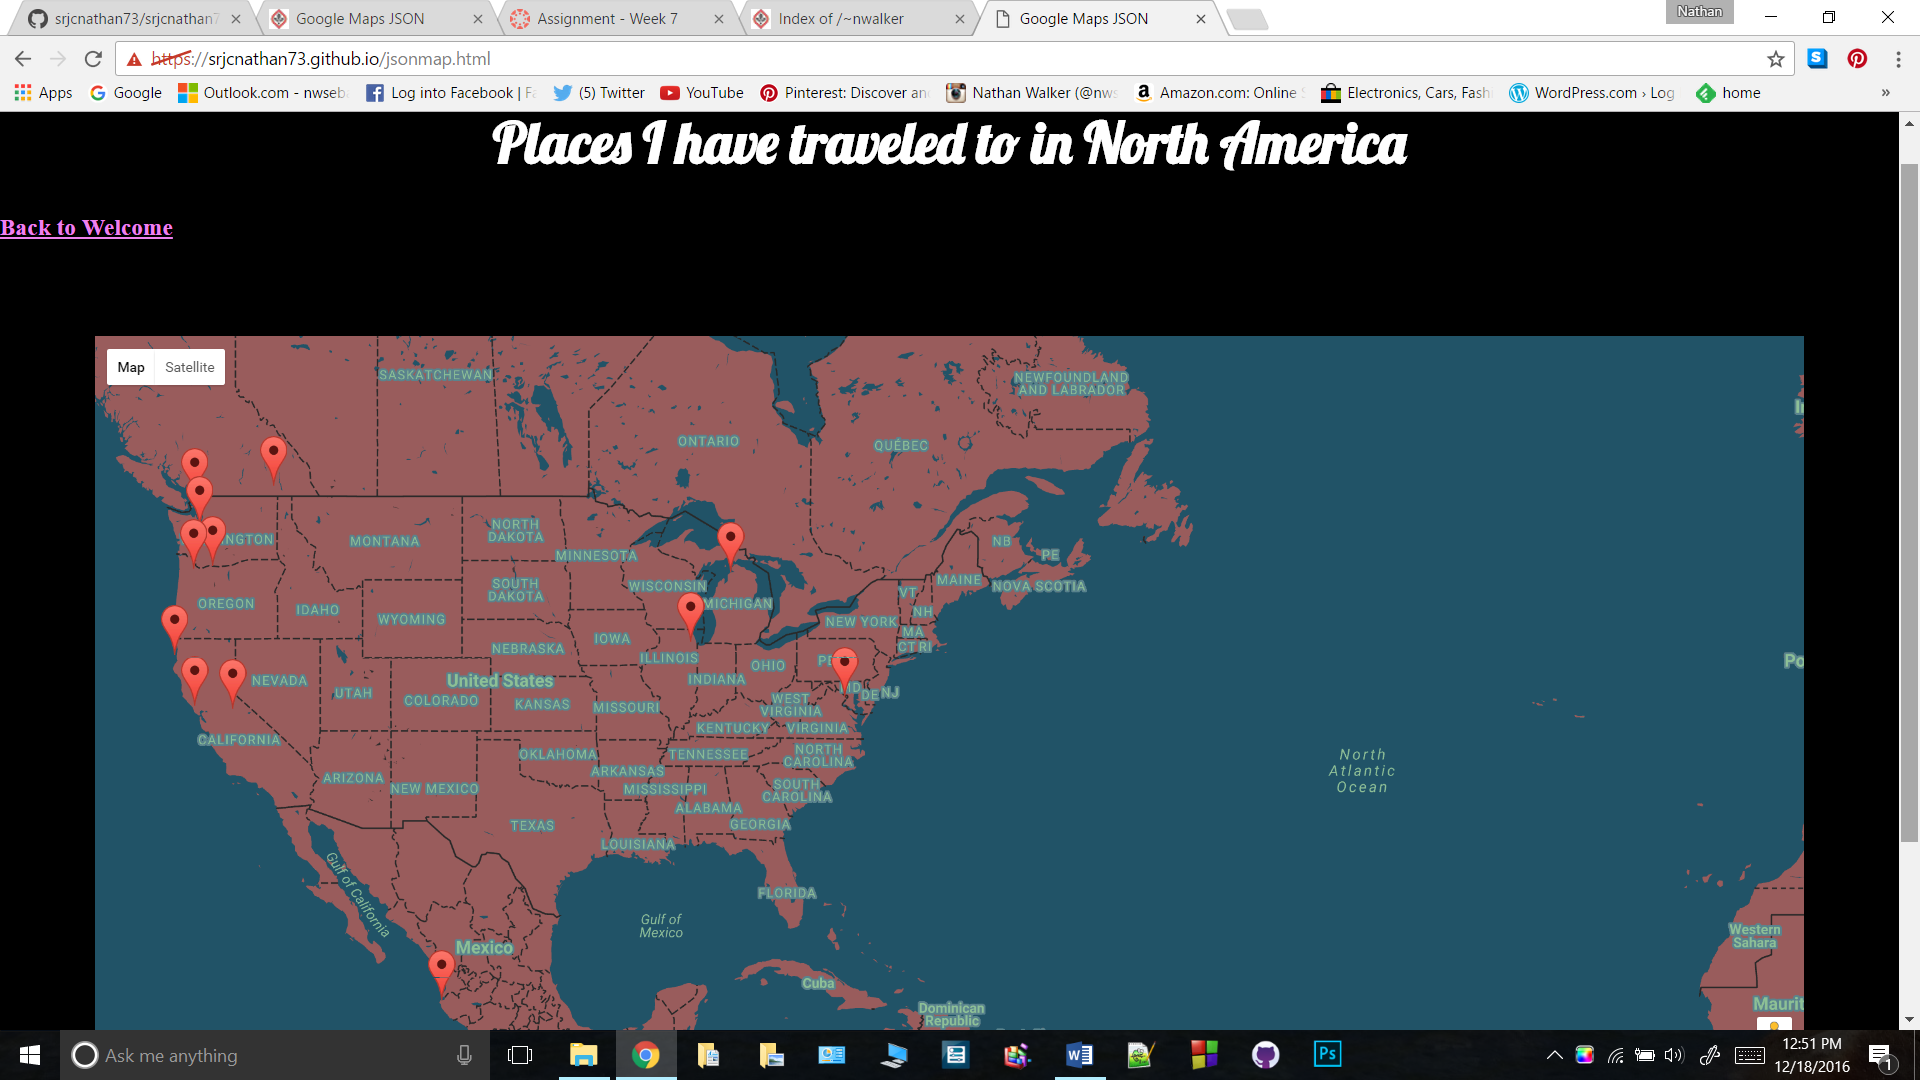 Nathan
srjcnathan73/srjcnathan7
Google Maps JSON
Assignment - Week 7
Index of /~nwalker
Google Maps JSON
https://srjcnathan73.github.io/jsonmap.html
Apps
Google
Outlook.com - nwseb
Log into Facebook | Fa
(5) Twitter
YouTube
Pinterest: Discover an
Nathan Walker (@nws
Amazon.com: Online S
Electronics, Cars, Fash
WordPress.com › Log
home
»
Places I have traveled to in North America
Back to Welcome
Map
Satellite
SASKATCHEWAN
NEWFOUNDLAND
AND LABRADOR
ONTARIO
QUÉBEC
NGTON
MONTANA
NORTH
DAKOTA
MINNESOTA
NB
PE
MAINE
NOVA SCOTIA
OREGON
IDAHO
SOUTH
DAKOTA
WISCONSIN
MICHIGAN
VT
NH
WYOMING
NEW YORK
MA
CT RI
NEBRASKA
IOWA
ILLINOIS
OHIO
PE
NEVADA
UTAH
United States
COLORADO
KANSAS
MISSOURI
INDIANA
MD
DE
NJ
WEST
VIRGINIA
KENTUCKY
VIRGINIA
CALIFORNIA
OKLAHOMA
TENNESSEE
NORTH
CAROLINA
ARIZONA
NEW MEXICO
ARKANSAS
MISSISSIPPI
SOUTH
CAROLINA
ALABAMA
TEXAS
GEORGIA
LOUISIANA
FLORIDA
Gulf of California
Gulf of
Mexico
Mexico
Cuba
Dominican
Republic
North
Atlantic
Ocean
Po
Western
Sahara
Maurit
Ask me anything
Ps
12:51 PM
12/18/2016
1